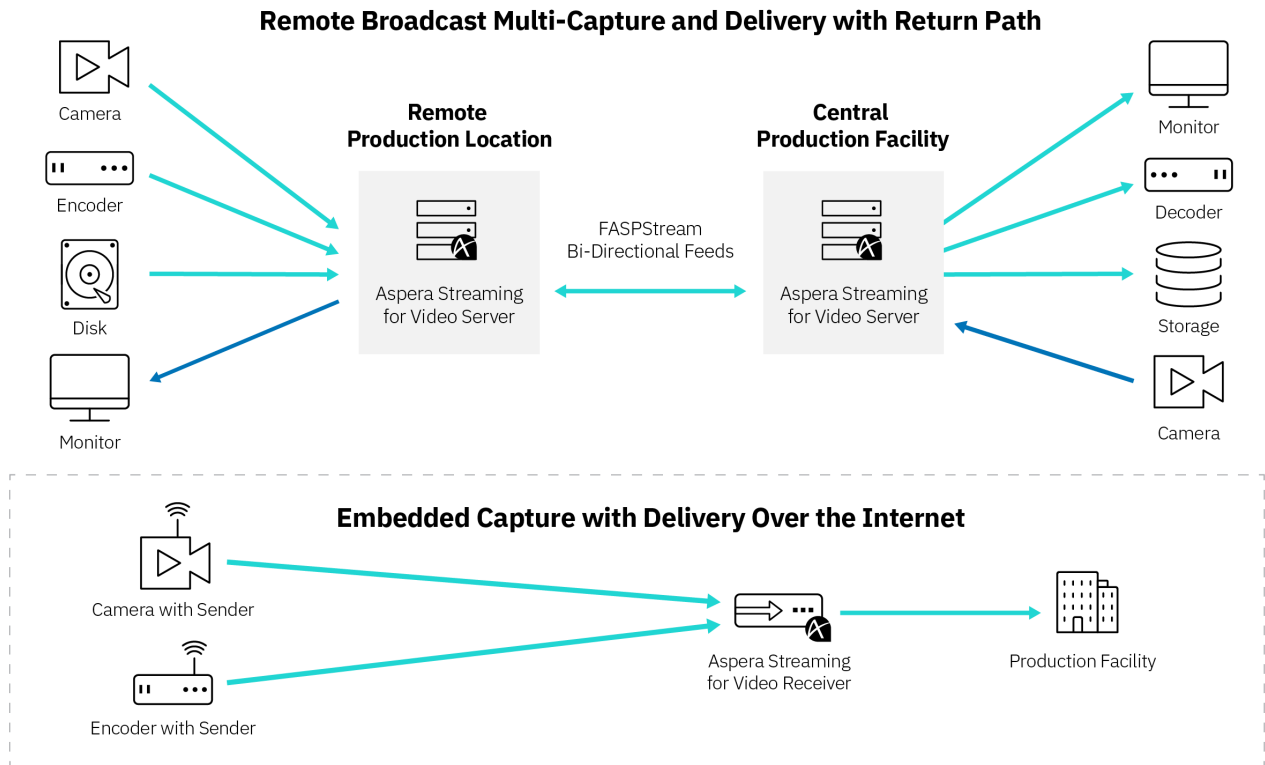 Remote Broadcast Multi-Capture and Delivery with Return Path
Camera
Encoder
Disk
Monitor
Remote
Production Location
Aspera Streaming
for Video Server
FASPStream
Bi-Directional Feeds
Central
Production Facility
Aspera Streaming
for Video Server
Monitor
Decoder
Storage
Camera
Embedded Capture with Delivery Over the Internet
Camera with Sender
Encoder with Sender
Aspera Streaming
for Video Receiver
Production Facility